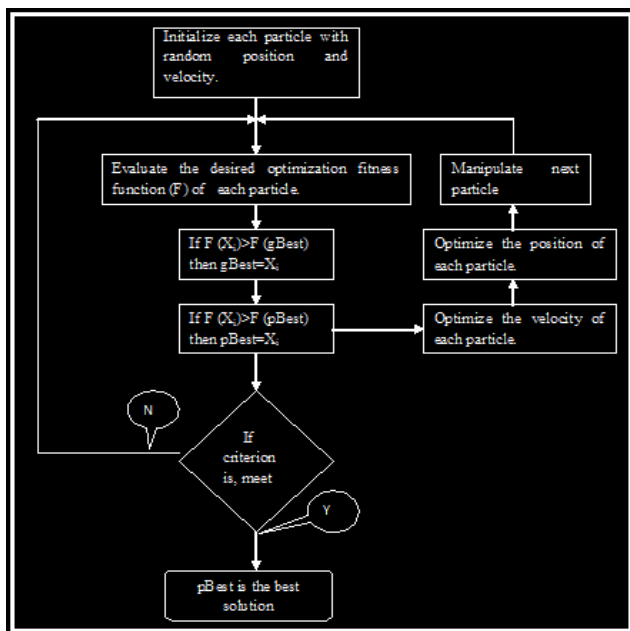 Initialize each particle with
random position and
velocity.
Evaluate the desired optimization fitness
function (F) of each particle.
Manipulate next
particle
If F (Xi)>F (gBest)
then gBest=Xi
Optimize the position of
each particle.
If F (Xi)>F (pBest)
then pBest=Xi
Optimize the velocity of
each particle.
N
If
criterion
is, meet
Y
pBest is the best
solution